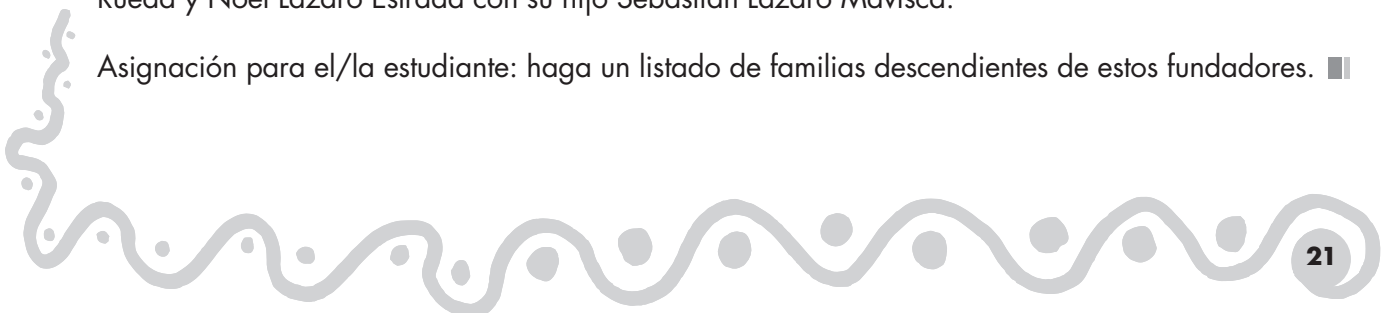 Rueda y Noel Lázaro Estrada con su hijo Sebastián Lázaro Mavisca.
Asignación para el/la estudiante: haga un listado de familias descendientes de estos fundadores.
21